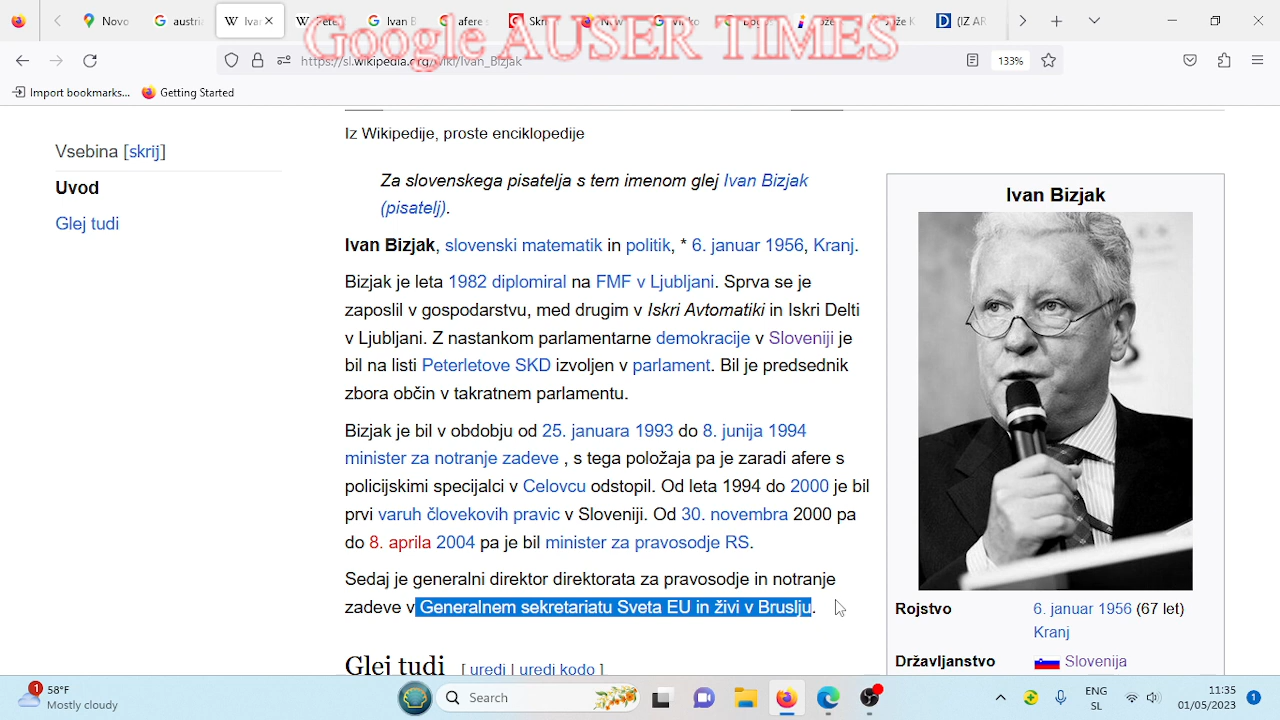 Novo
austric
Ivan
Pete
Ivan B
afere s
Skri
New
(IZ AR
Google AUSER TIMES
https://sl.wikipedia.org/wiki/Ivan_Bizjak
133%
Import bookmarks...
Getting Started
Iz Wikipedije, proste enciklopedije
Vsebina [skrij]
Uvod
Glej tudi
Za slovenskega pisatelja s tem imenom glej Ivan Bizjak
(pisatelj).
Ivan Bizjak, slovenski matematik in politik, * 6. januar 1956, Kranj.
Bizjak je leta 1982 diplomiral na FMF v Ljubljani. Sprva se je
zaposlil v gospodarstvu, med drugim v Iskri Avtomatiki in Iskri Delti
v Ljubljani. Z nastankom parlamentarne demokracije v Sloveniji je
bil na listi Peterletove SKD izvoljen v parlament. Bil je predsednik
zbora občin v takratnem parlamentu.
Bizjak je bil v obdobju od 25. januara 1993 do 8. junija 1994
minister za notranje zadeve , s tega položaja pa je zaradi afere s
policijskimi specijalci v Celovcu odstopil. Od leta 1994 do 2000 je bil
prvi varuh človekovih pravic v Sloveniji. Od 30. novembra 2000 pa
do 8. aprila 2004 pa je bil minister za pravosodje RS.
Sedaj je generalni direktor direktorata za pravosodje in notranje
zadeve v Generalnem sekretariatu Sveta EU in živi v Bruslju.
Glej tudi [ uredi | uredi kodo ]
Ivan Bizjak
Rojstvo 6. januar 1956 (67 let)
Kranj
Državljanstvo Slovenija
1
58°F
Mostly cloudy
Search
ENG
SL
11:35
01/05/2023
1